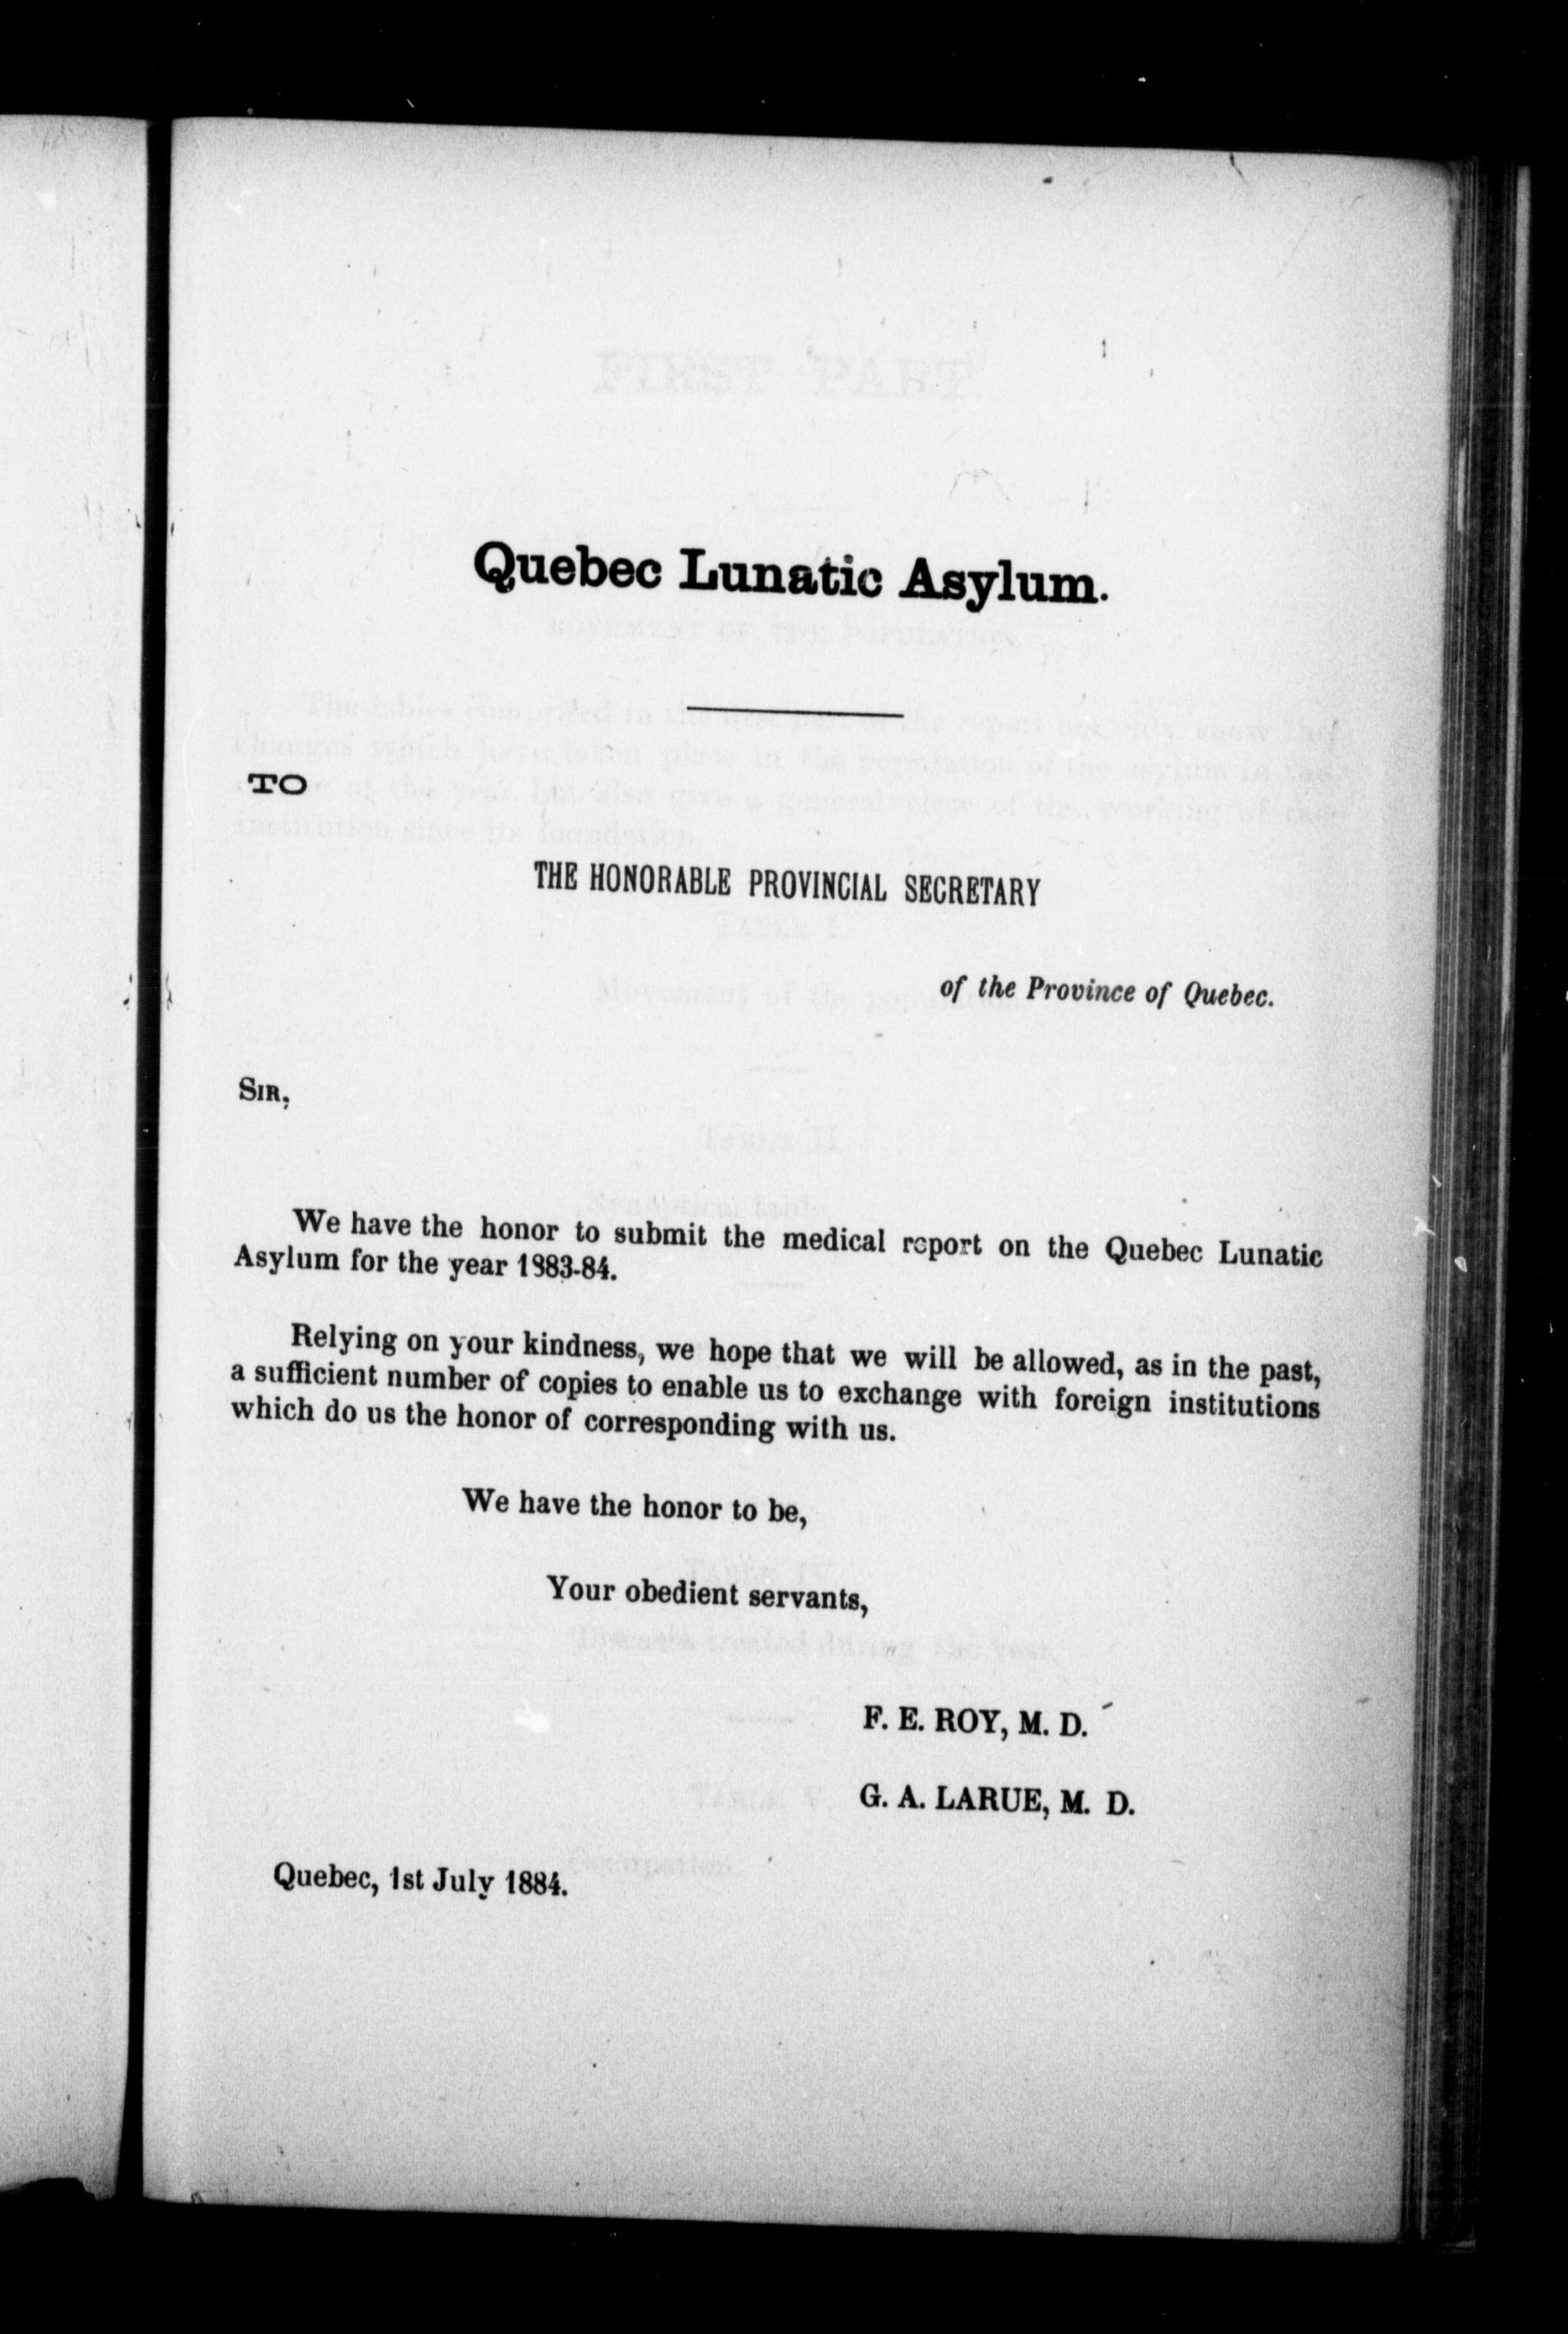 Quebec Lunatic Asylum.
TO
THE HONORABLE PROVINCIAL SECRETARY
of the Province of Quebec.
SIR,
We have the honor to submit the medical report on the Quebec Lunatic
Asylum for the year 1883-84.
Relying on your kindness, we hope that we will be allowed, as in the past,
a sufficient number of copies to enable us to exchange with foreign institutions
which do us the honor of corresponding with us.
We have the honor to be,
Your obedient servants,
F. E. ROY, M. D.
G. A. LARUE, M. D.
Quebec, 1st July 1884.